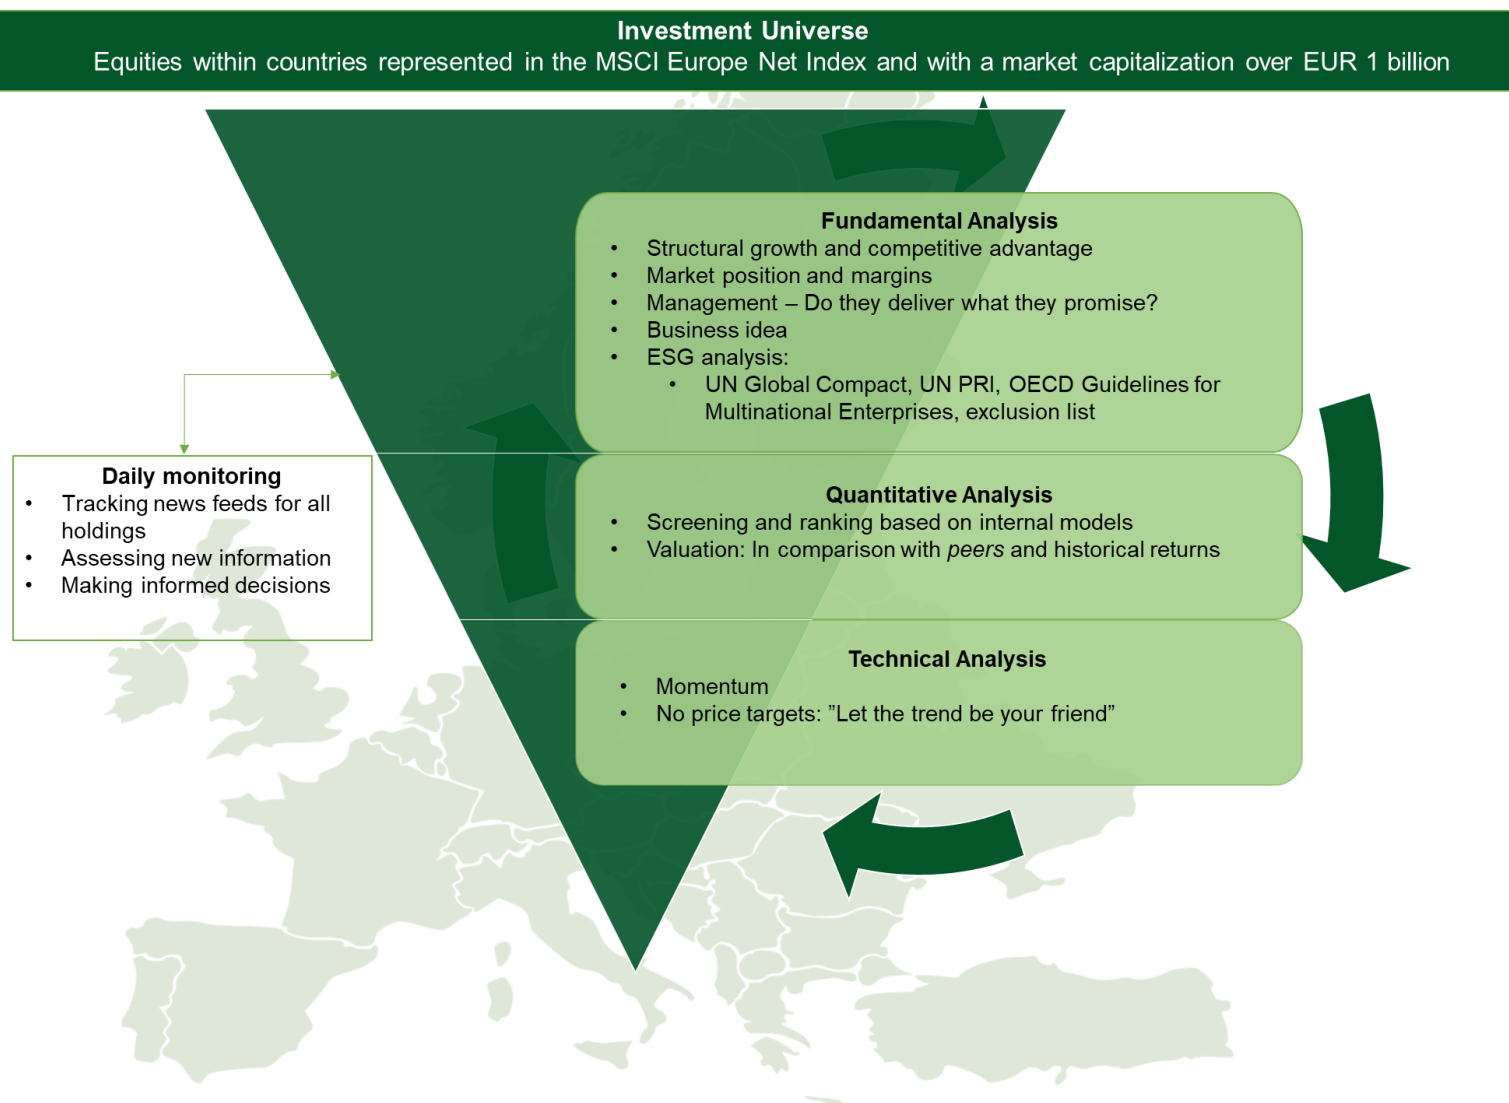 Investment Universe
Equities within countries represented in the MSCI Europe Net Index and with a market capitalization over EUR 1 billion
Fundamental Analysis
• Structural growth and competitive advantage
• Market position and margins
• Management – Do they deliver what they promise?
• Business idea
• ESG analysis:
• UN Global Compact, UN PRI, OECD Guidelines for
Multinational Enterprises, exclusion list
Daily monitoring
• Tracking news feeds for all
holdings
• Assessing new information
• Making informed decisions
Quantitative Analysis
• Screening and ranking based on internal models
• Valuation: In comparison with peers and historical returns
Technical Analysis
• Momentum
• No price targets: ”Let the trend be your friend”